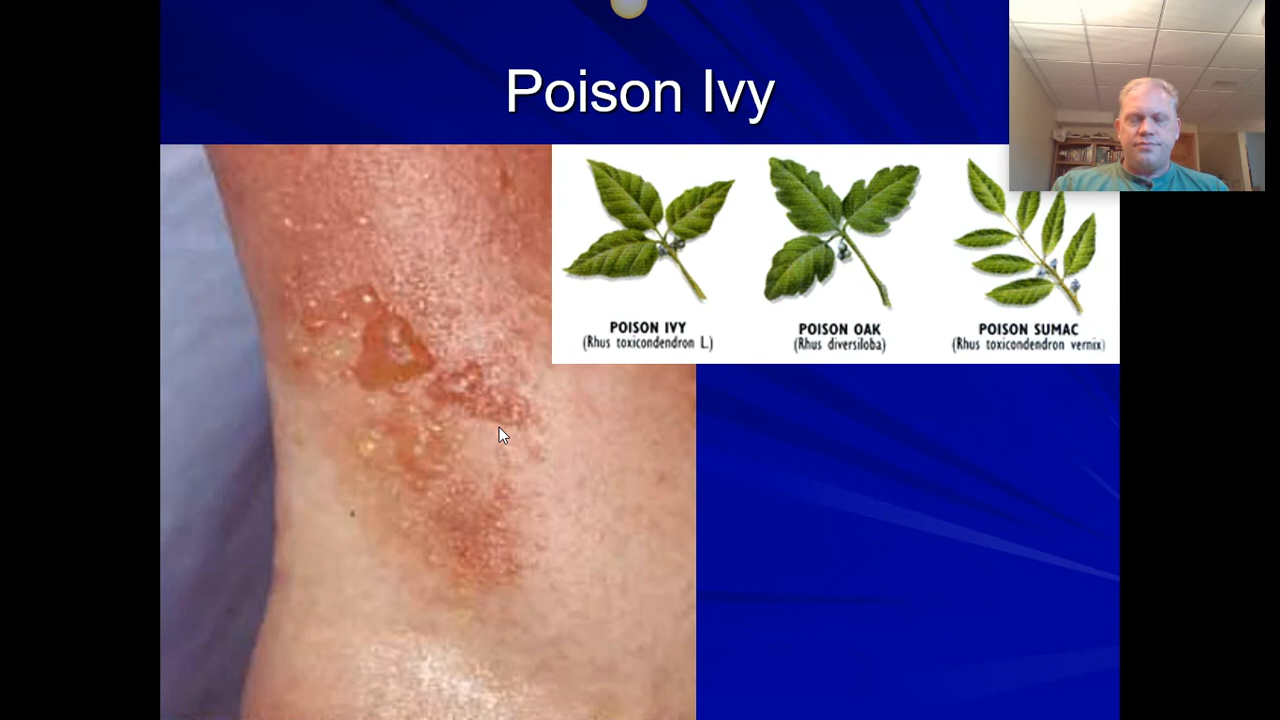 Poison Ivy
POISON IVY
(Rhus toxicondendron L.)
POISON OAK
(Rhus diversiloba)
POISON SUMAC
(Rhus toxicondendron vernix)